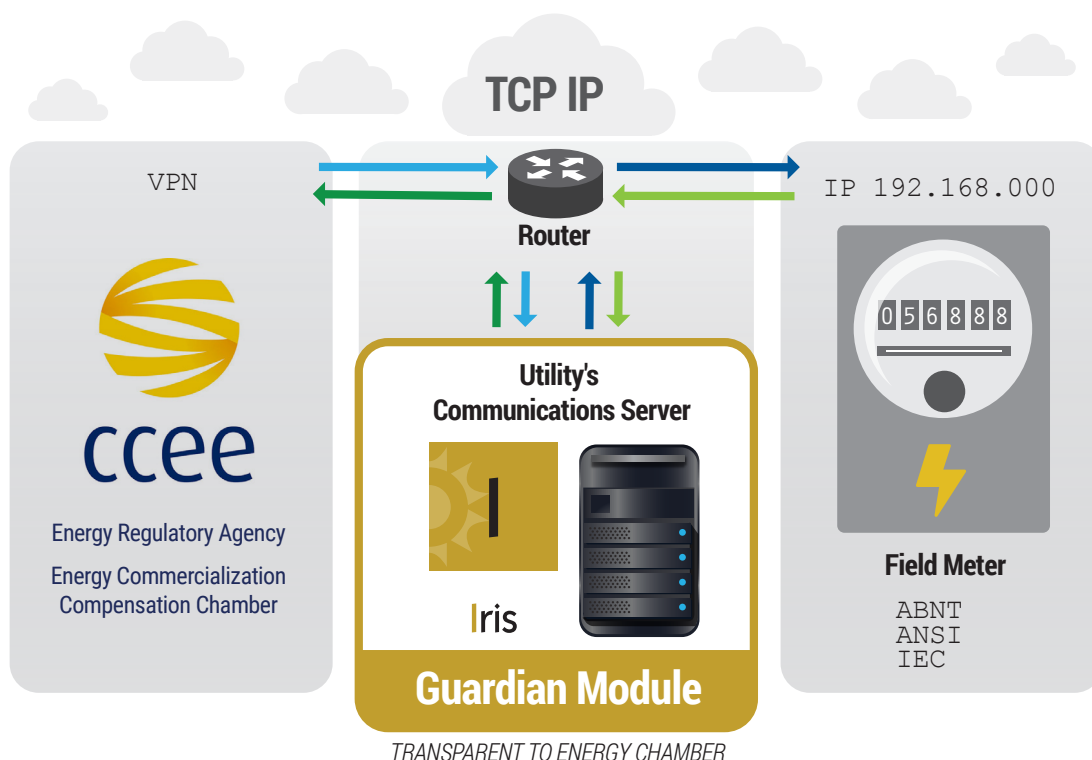 TCP IP
VPN
IP 192.168.000
Router
056888
ccee
Energy Regulatory Agency
Energy Commercialization
Compensation Chamber
Utility's
Communications Server
I
Iris
Guardian Module
TRANSPARENT TO ENERGY CHAMBER
Field Meter
ABNT
ANSI
IEC